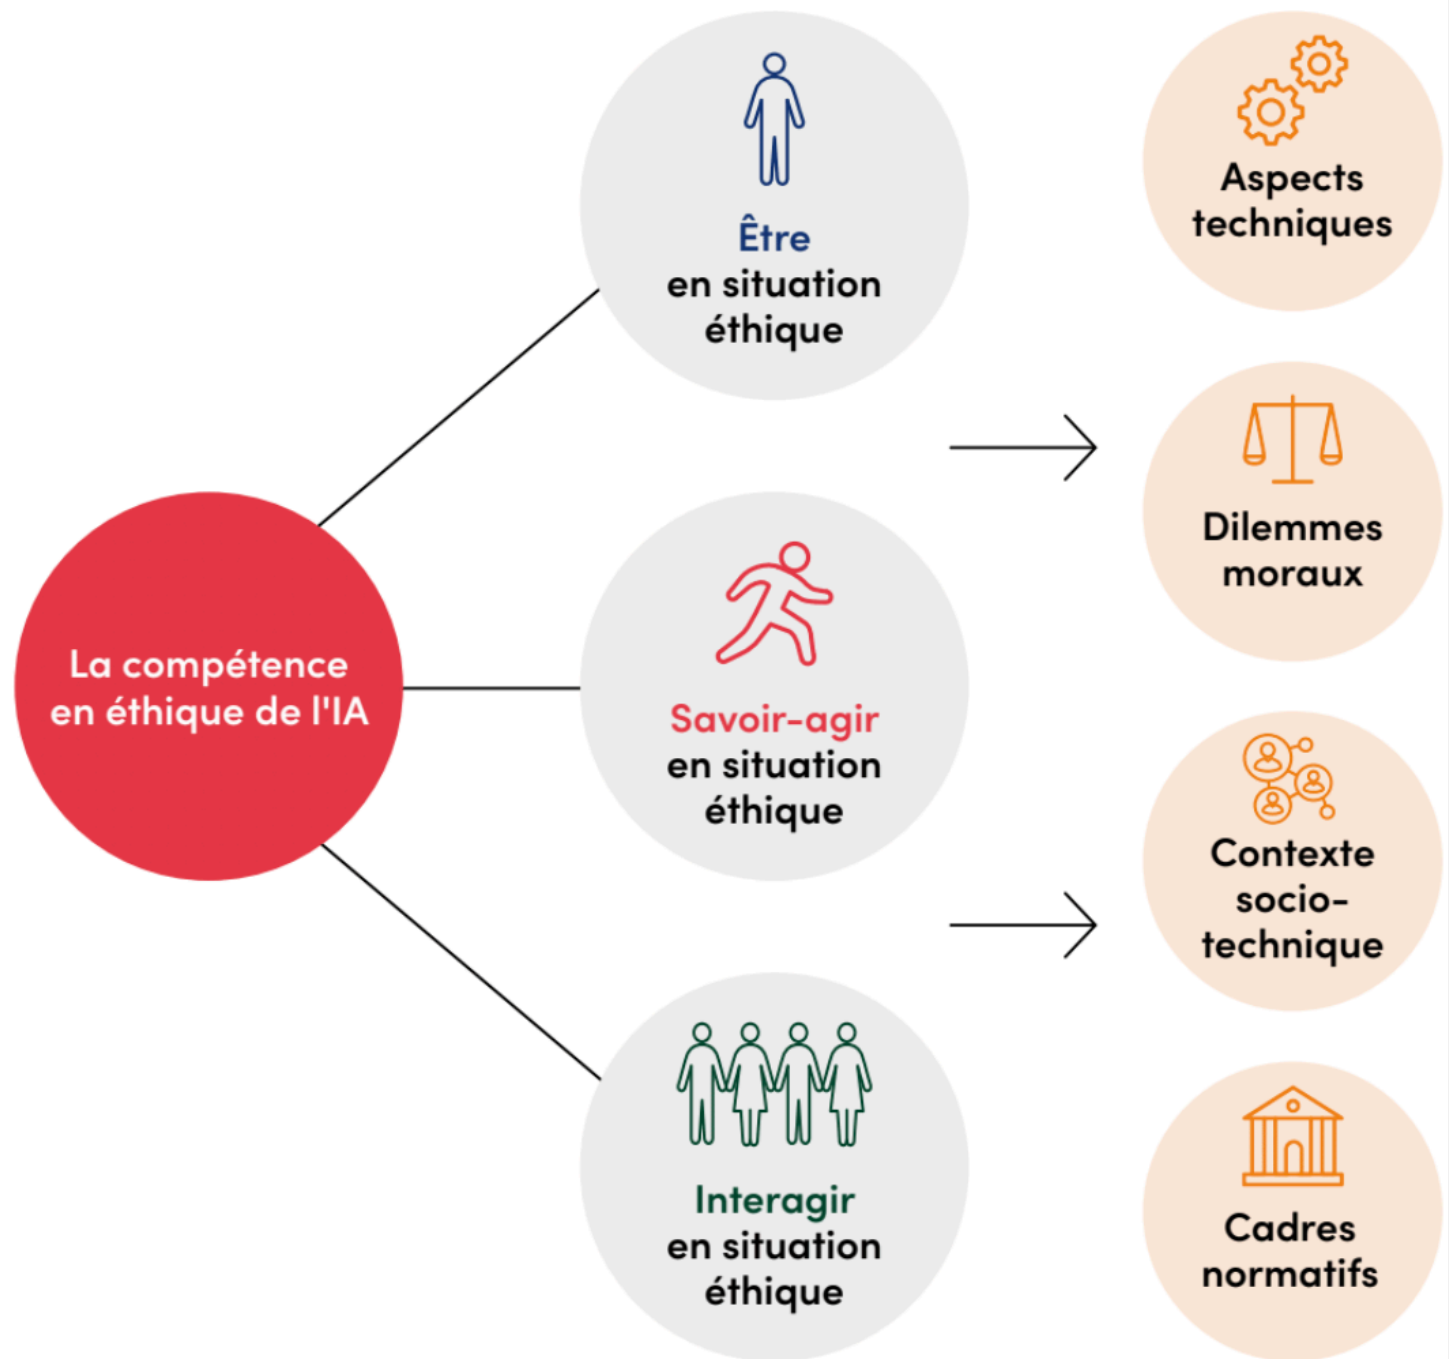 La compétence
en éthique de l'IA
Être
en situation
éthique
Savoir-agir
en situation
éthique
Interagir
en situation
éthique
Aspects
techniques
Dilemmes
moraux
Contexte
socio-
technique
Cadres
normatifs